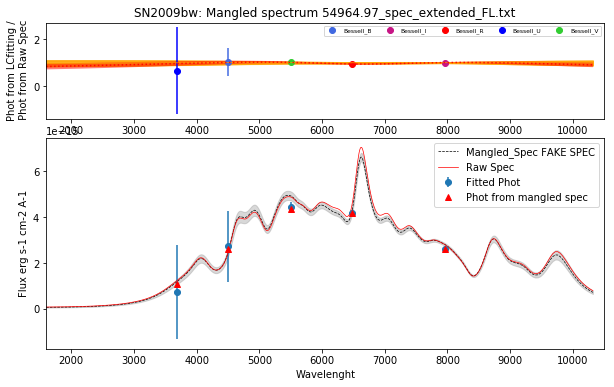 SN2009bw: Mangled spectrum 54964.97_spec_extended_FL.txt
Phot from LCfitting /
Phot from Raw Spec
2
0
Bessell_B
Bessell_I
Bessell_R
Bessell_U
Bessell_V
2000 3000 4000 5000 6000 7000 8000 9000 10000
1e−15
Flux erg s-1 cm-2 A-1
6
4
2
0
Mangled_Spec FAKE SPEC
Raw Spec
Fitted Phot
Phot from mangled spec
2000 3000 4000 5000 6000 7000 8000 9000 10000
Wavelenght